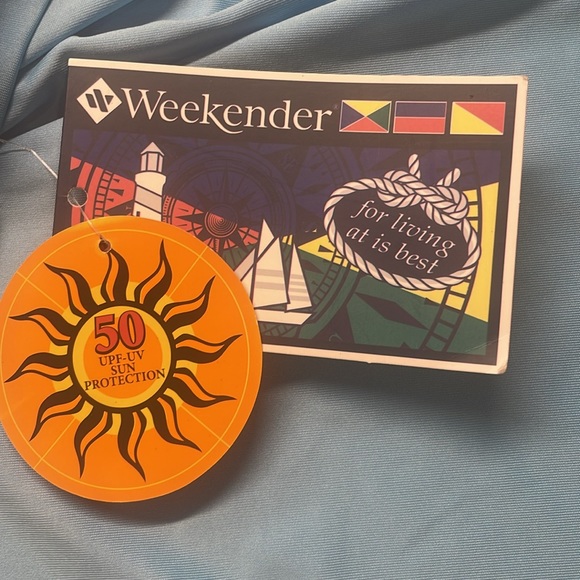 Weekender
for living
at is best
50
UPF-UV
SUN
PROTECTION